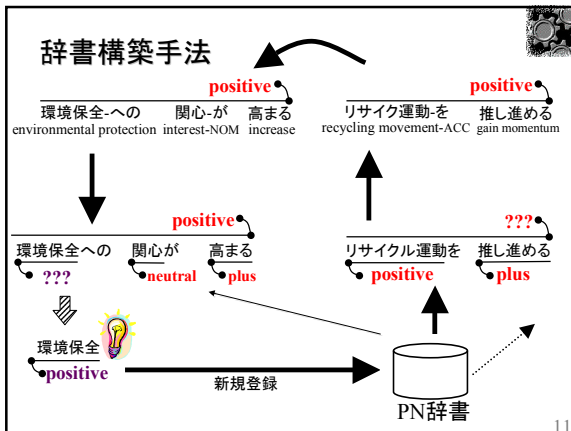 辞書構築手法
positive
環境保全-への 関心-が 高まる
environmental protection interest-NOM increase
positive
リサイク運動-を 推し進める
recycling movement-ACC gain momentum
positive
環境保全への 関心が 高まる
??? neutral plus
???
リサイクル運動を 推し進める
positive plus
環境保全
positive
新規登録
PN辞書
11